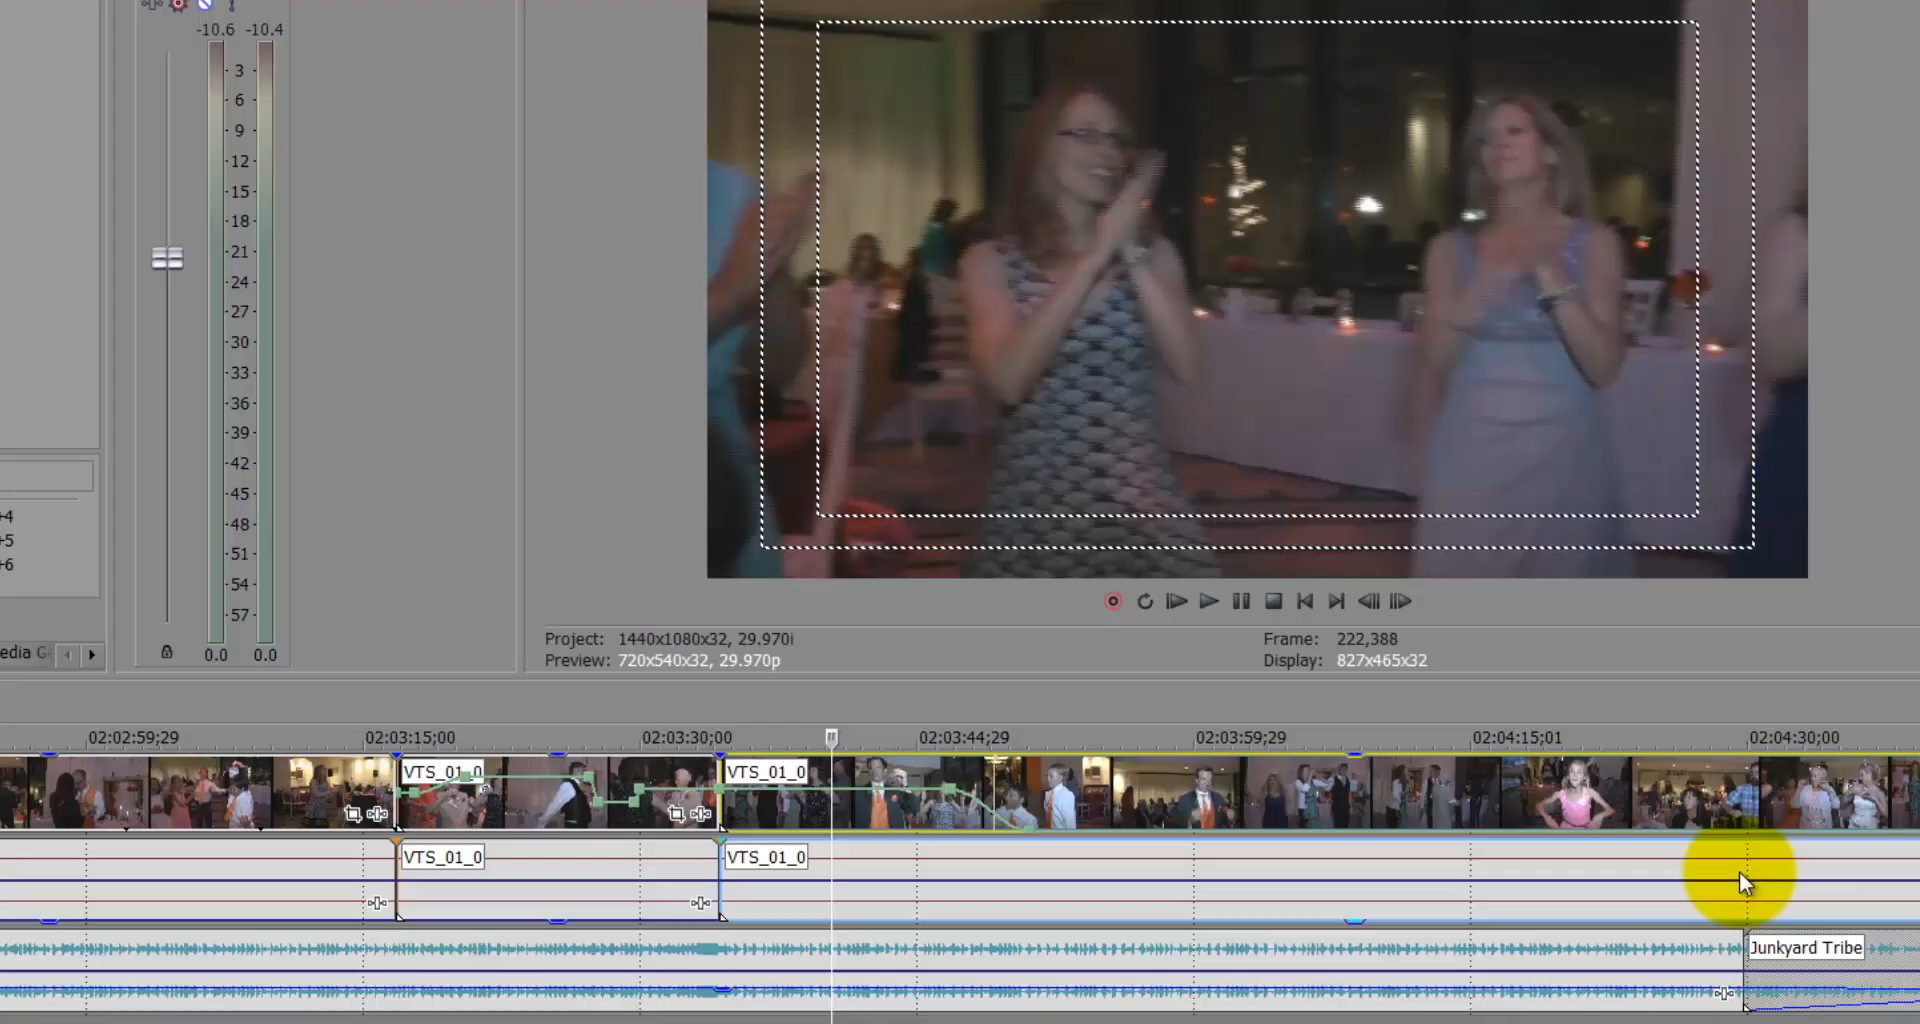 -10.6 -10.4
- 3 -
- 6 -
- 9 -
- 12 -
- 15 -
- 18 -
- 21 -
- 24 -
- 27 -
- 30 -
- 33 -
- 36 -
- 39 -
- 42 -
- 45 -
- 48 -
- 51 -
- 54 -
- 57 -
0.0 0.0
+4
+5
+6
edia G
Project: 1440x1080x32, 29.970i
Preview: 720x540x32, 29.970p
Frame: 222,388
Display: 827x465x32
02:02:59;29 02:03:15;00 02:03:30;00 02:03:44;29 02:03:59;29 02:04:15;01 02:04:30;00
VTS_01_0 VTS_01_0
VTS_01_0 VTS_01_0
Junkyard Tribe